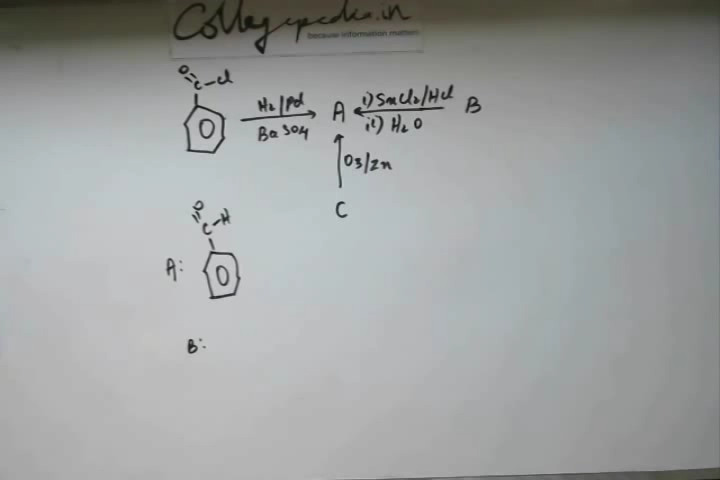 Collegepedia.in
because information matters
O
C-Cl
H2/Pd
BaSO4
A
i) SnCl2/HCl
ii) H2O
B
O3/Zn
C
O
C-H
A:
B: